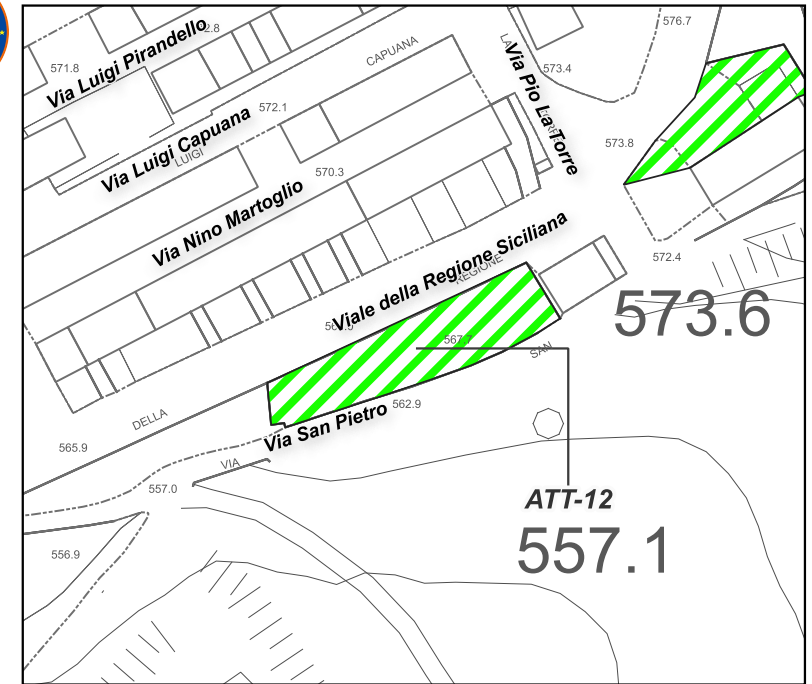 576.7
Via Luigi Pirandello
571.8
CAPUANA
573.4
Via Pio La Torre
572.1
Via Luigi Capuana
LUIGI
573.8
570.3
Via Nino Martoglio
572.4
Viale della Regione Siciliana
REGIONE
573.6
567.7
SAN
562.9
DELLA
Via San Pietro
565.9
VIA
557.0
ATT-12
557.1
556.9